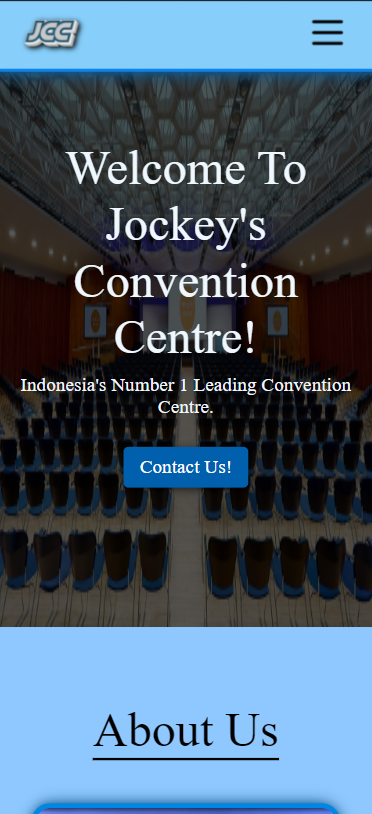 JCC
Welcome To
Jockey's
Convention
Centre!
Indonesia's Number 1 Leading Convention
Centre.
Contact Us!
About Us